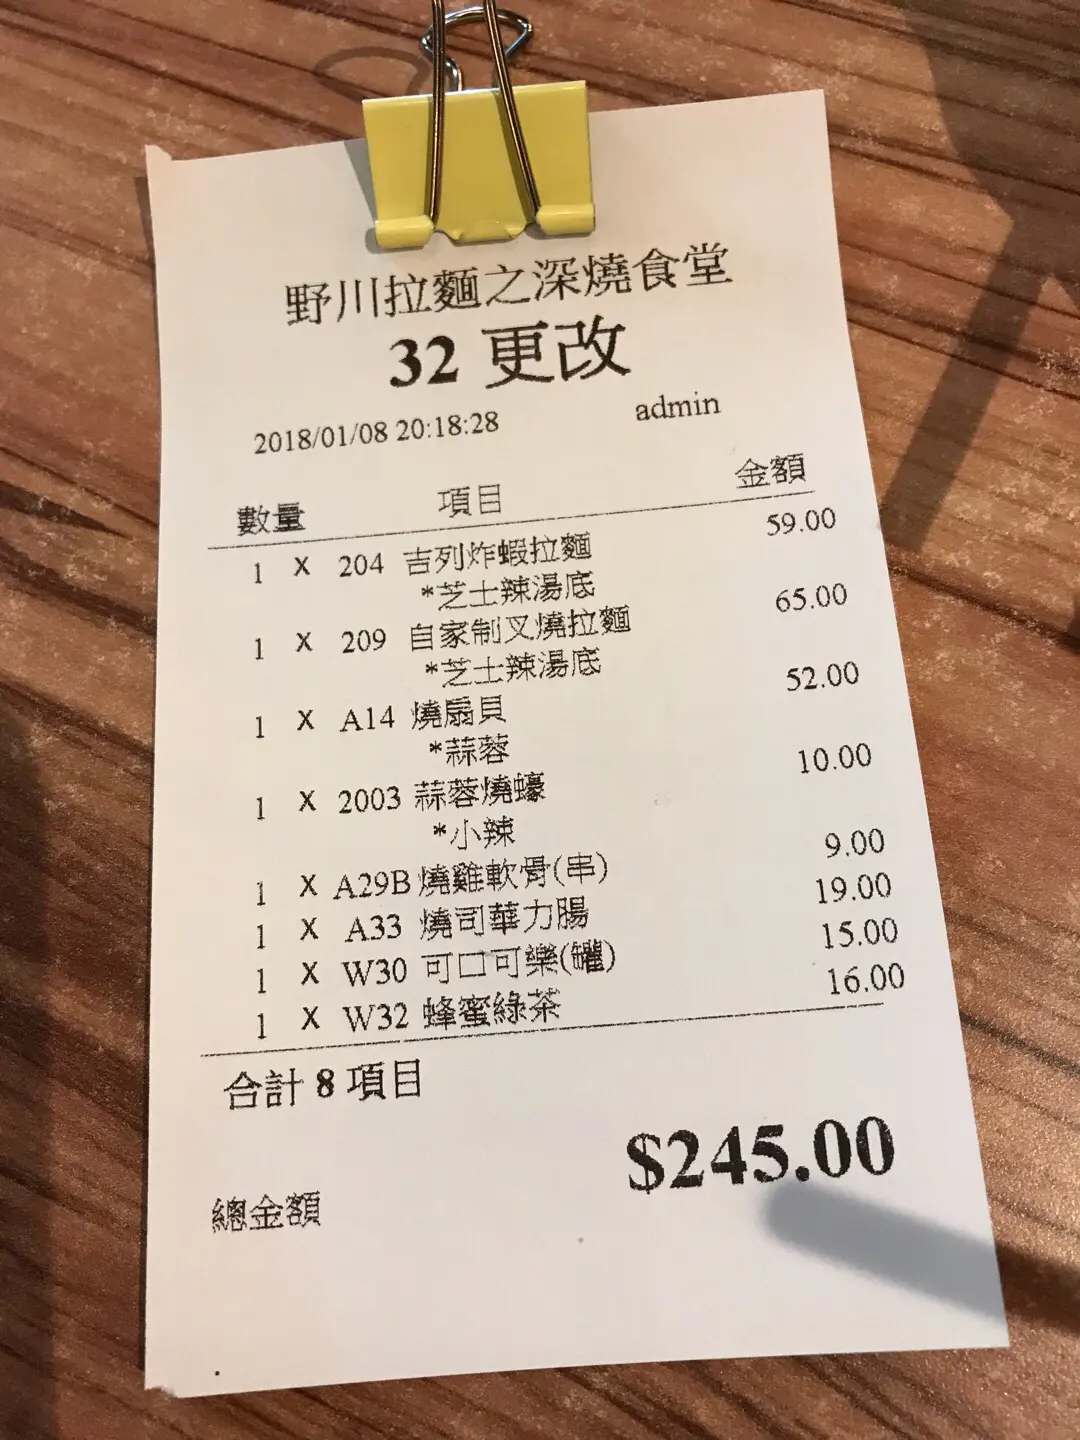 野川拉麵之深燒食堂
32 更改
2018/01/08 20:18:28 admin
數量 項目 金額
1 X 204 吉列炸蝦拉麵 59.00
*芝士辣湯底
1 X 209 自家制叉燒拉麵 65.00
*芝士辣湯底
1 X A14 燒扇貝 52.00
*蒜蓉
1 X 2003 蒜蓉燒蠔 10.00
*小辣
1 X A29B 燒雞軟骨(串) 9.00
1 X A33 燒司華力腸 19.00
1 X W30 可口可樂(罐) 15.00
1 X W32 蜂蜜綠茶 16.00
合計 8 項目
$245.00
總金額